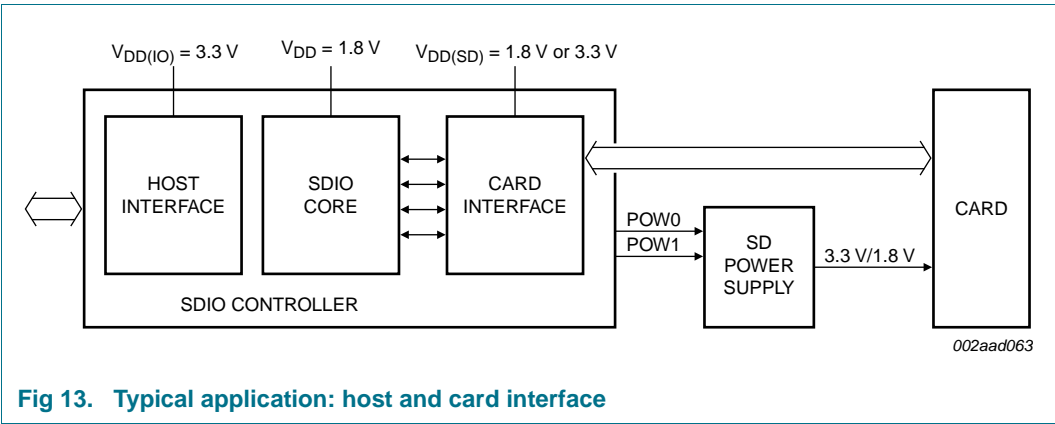 VDD(IO) = 3.3 V
VDD = 1.8 V
VDD(SD) = 1.8 V or 3.3 V
HOST
INTERFACE
SDIO
CORE
CARD
INTERFACE
SDIO CONTROLLER
POW0
POW1
SD
POWER
SUPPLY
3.3 V/1.8 V
CARD
002aad063
Fig 13. Typical application: host and card interface